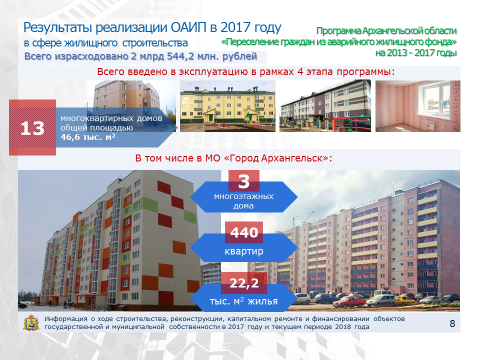 Результаты реализации ОАИП в 2017 году
в сфере жилищного строительства
Всего израсходовано 2 млрд 544,2 млн. рублей
Программа Архангельской области
«Переселение граждан из аварийного жилищного фонда»
на 2013 - 2017 годы
Всего введено в эксплуатацию в рамках 4 этапа программы:
13
многоквартирных домов
общей площадью
46,6 тыс. м²
В том числе в МО «Город Архангельск»:
3
многоэтажных
дома
440
квартир
22,2
тыс. м² жилья
Информация о ходе строительства, реконструкции, капитальном ремонте и финансировании объектов
государственной и муниципальной собственности в 2017 году и текущем периоде 2018 года
8